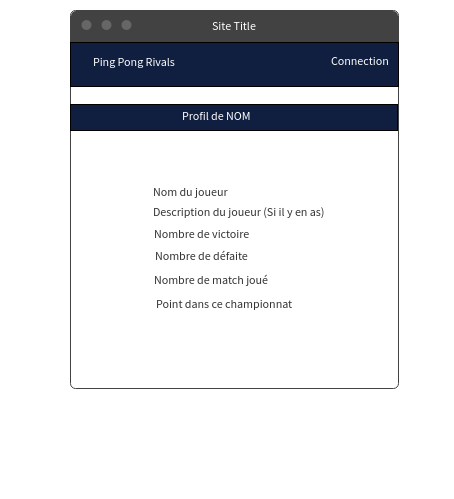 Site Title
Ping Pong Rivals
Connection
Profil de NOM
Nom du joueur
Description du joueur (Si il y en as)
Nombre de victoire
Nombre de défaite
Nombre de match joué
Point dans ce championnat